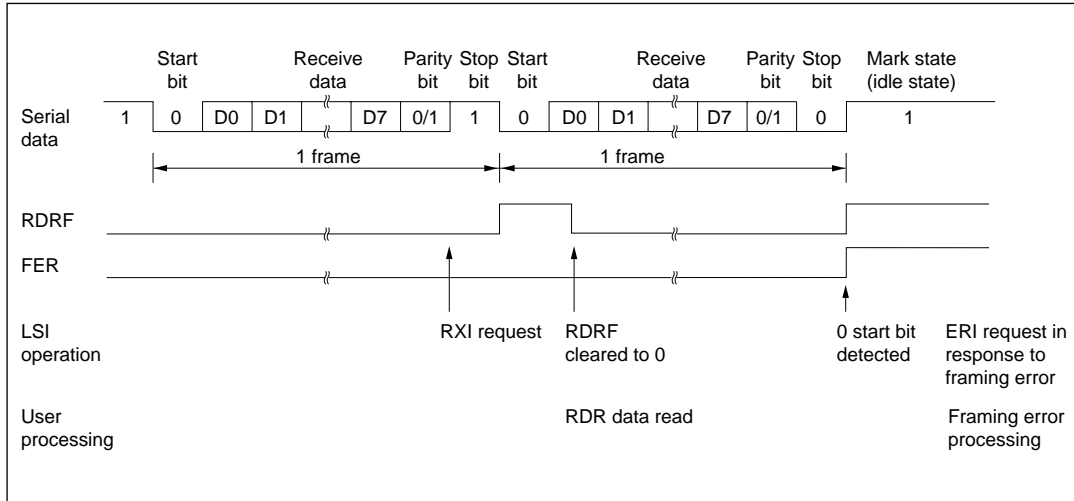 Start bit Receive data Parity bit Stop bit Start bit Receive data Parity bit Stop bit Mark state (idle state)
Serial data 1 0 D0 D1 D7 0/1 1 0 D0 D1 D7 0/1 0 1
1 frame 1 frame
RDRF
FER
LSI operation RXI request RDRF cleared to 0 0 start bit detected ERI request in response to framing error
User processing RDR data read Framing error processing